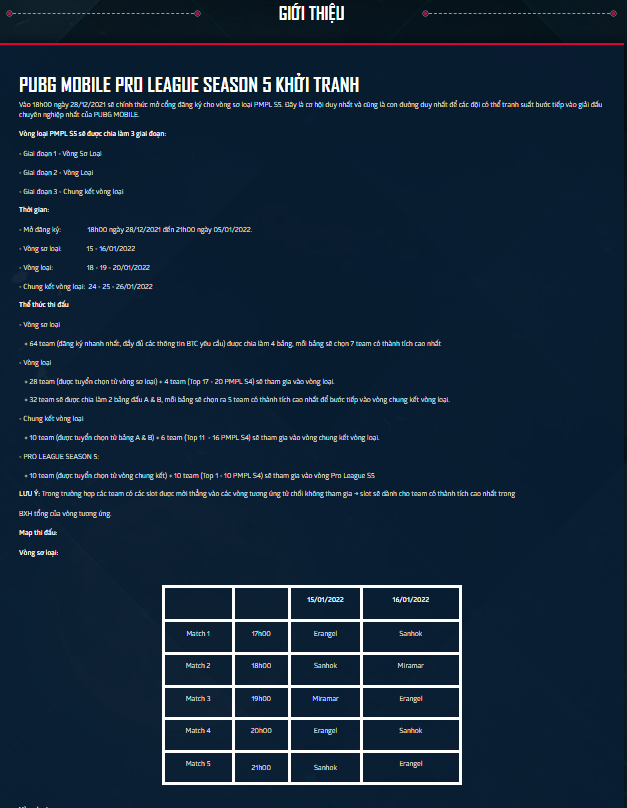 GIỚI THIỆU
PUBG MOBILE PRO LEAGUE SEASON 5 KHỞI TRANH
Vào 18h00 ngày 28/12/2021 sẽ chính thức mở cổng đăng ký cho vòng sơ loại PMPL S5. Đây là cơ hội duy nhất và cũng là con đường duy nhất để các đội có thể tranh suất bước tiếp vào giải đấu
chuyên nghiệp nhất của PUBG MOBILE.
Vòng loại PMPL S5 sẽ được chia làm 3 giai đoạn:
- Giai đoạn 1 - Vòng Sơ Loại
- Giai đoạn 2 - Vòng Loại
- Giai đoạn 3 - Chung kết vòng loại
Thời gian:
- Mở đăng ký: 18h00 ngày 28/12/2021 đến 21h00 ngày 05/01/2022.
- Vòng sơ loại: 15 - 16/01/2022
- Vòng loại: 18 - 19 - 20/01/2022
- Chung kết vòng loại: 24 - 25 - 26/01/2022
Thể thức thi đấu
- Vòng sơ loại
+ 64 team (đăng ký nhanh nhất, đầy đủ các thông tin BTC yêu cầu) được chia làm 4 bảng, mỗi bảng sẽ chọn 7 team có thành tích cao nhất
- Vòng loại
+ 28 team (được tuyển chọn từ vòng sơ loại) + 4 team (Top 17 - 20 PMPL S4) sẽ tham gia vào vòng loại.
+ 32 team sẽ được chia làm 2 bảng đấu A & B, mỗi bảng sẽ chọn ra 5 team có thành tích cao nhất để bước tiếp vào vòng chung kết vòng loại.
- Chung kết vòng loại
+ 10 team (được tuyển chọn từ bảng A & B) + 6 team (Top 11 - 16 PMPL S4) sẽ tham gia vào vòng chung kết vòng loại.
- PRO LEAGUE SEASON 5:
+ 10 team (được tuyển chọn từ vòng chung kết) + 10 team (Top 1 - 10 PMPL S4) sẽ tham gia vào vòng Pro League S5
LƯU Ý: Trong trường hợp các team có các slot được mời thẳng vào các vòng tương ứng từ chối không tham gia → slot sẽ dành cho team có thành tích cao nhất trong
BXH tổng của vòng tương ứng.
Map thi đấu:
Vòng sơ loại:
15/01/2022 16/01/2022
Match 1 17h00 Erangel Sanhok
Match 2 18h00 Sanhok Miramar
Match 3 19h00 Miramar Erangel
Match 4 20h00 Erangel Sanhok
Match 5 21h00 Sanhok Erangel